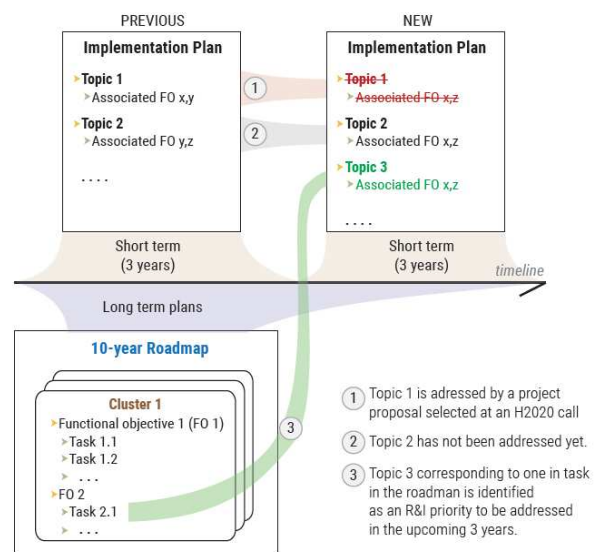 PREVIOUS
Implementation Plan
Topic 1
Associated FO x,y
Topic 2
Associated FO y,z
. . . .
Short term
(3 years)
1
2
NEW
Implementation Plan
Topic 1
Associated FO x,z
Topic 2
Associated FO x,z
Topic 3
Associated FO x,z
. . . .
Short term
(3 years)
timeline
Long term plans
10-year Roadmap
Cluster 1
Functional objective 1 (FO 1)
Task 1.1
Task 1.2
. . .
FO 2
Task 2.1
. . .
3
1 Topic 1 is adressed by a project
proposal selected at an H2020 call
2 Topic 2 has not been addressed yet.
3 Topic 3 corresponding to one in task
in the roadman is identified
as an R&I priority to be addressed
in the upcoming 3 years.